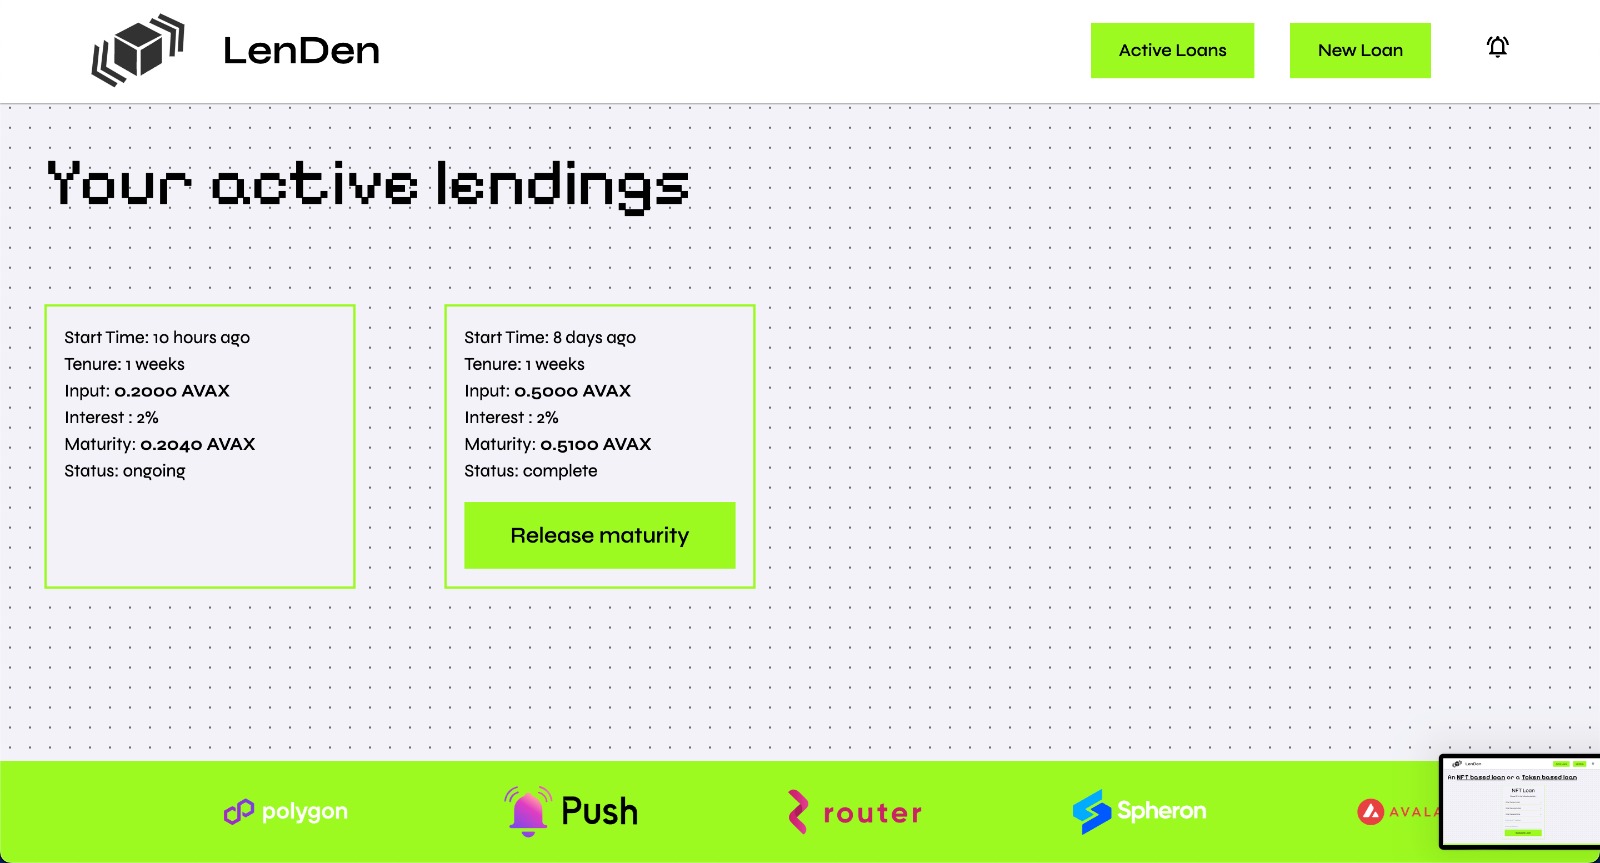 LenDen
Active Loans
New Loan
Your active lendings
Start Time: 10 hours ago
Tenure: 1 weeks
Input: 0.2000 AVAX
Interest : 2%
Maturity: 0.2040 AVAX
Status: ongoing
Start Time: 8 days ago
Tenure: 1 weeks
Input: 0.5000 AVAX
Interest : 2%
Maturity: 0.5100 AVAX
Status: complete
Release maturity
polygon
Push
router
Spheron
AVALA
LenDen
An NFT based loan or a Token based loan
NFT Loan